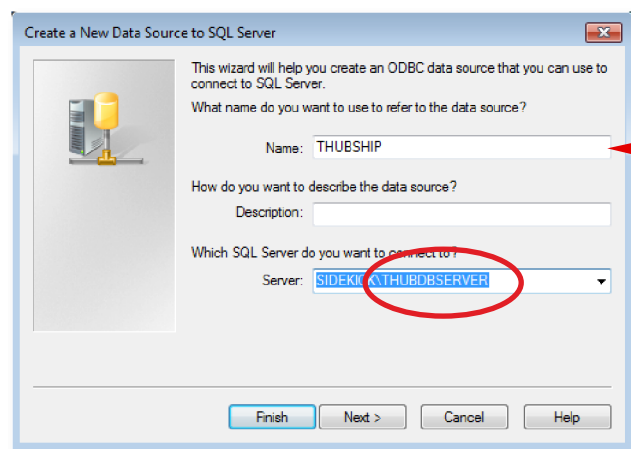 Create a New Data Source to SQL Server
This wizard will help you create an ODBC data source that you can use to
connect to SQL Server.
What name do you want to use to refer to the data source?
Name: THUBSHIP
How do you want to describe the data source?
Description:
Which SQL Server do you want to connect to?
Server: SIDEKICK\THUBDBSERVER
Finish Next > Cancel Help